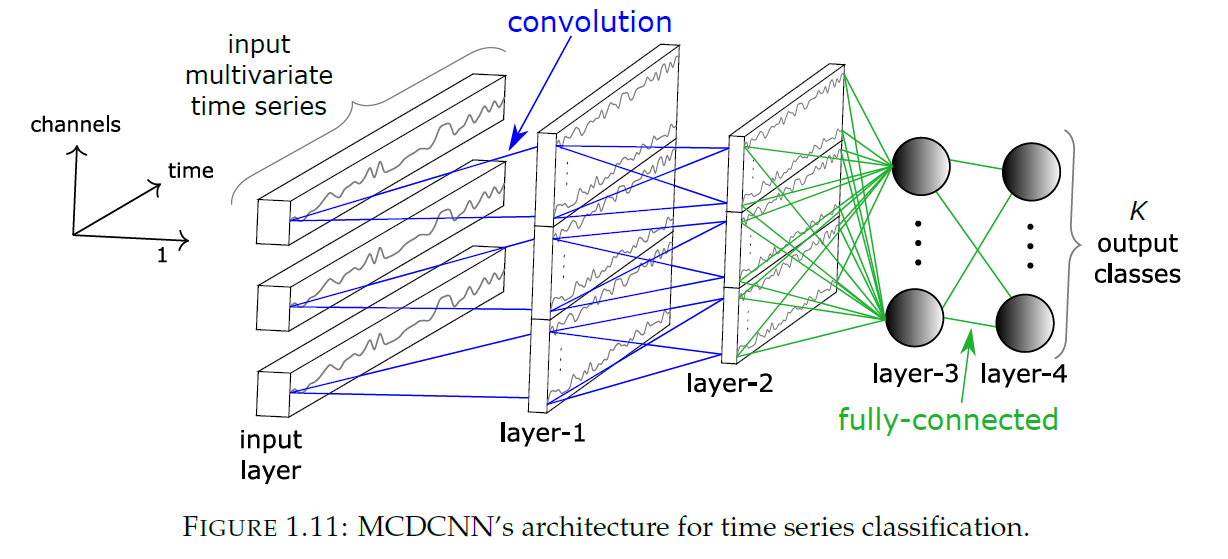 convolution
input
multivariate
time series
channels
time
1
K
output
classes
layer-3
layer-4
layer-2
fully-connected
layer-1
input
layer
FIGURE 1.11: MCDCNN's architecture for time series classification.